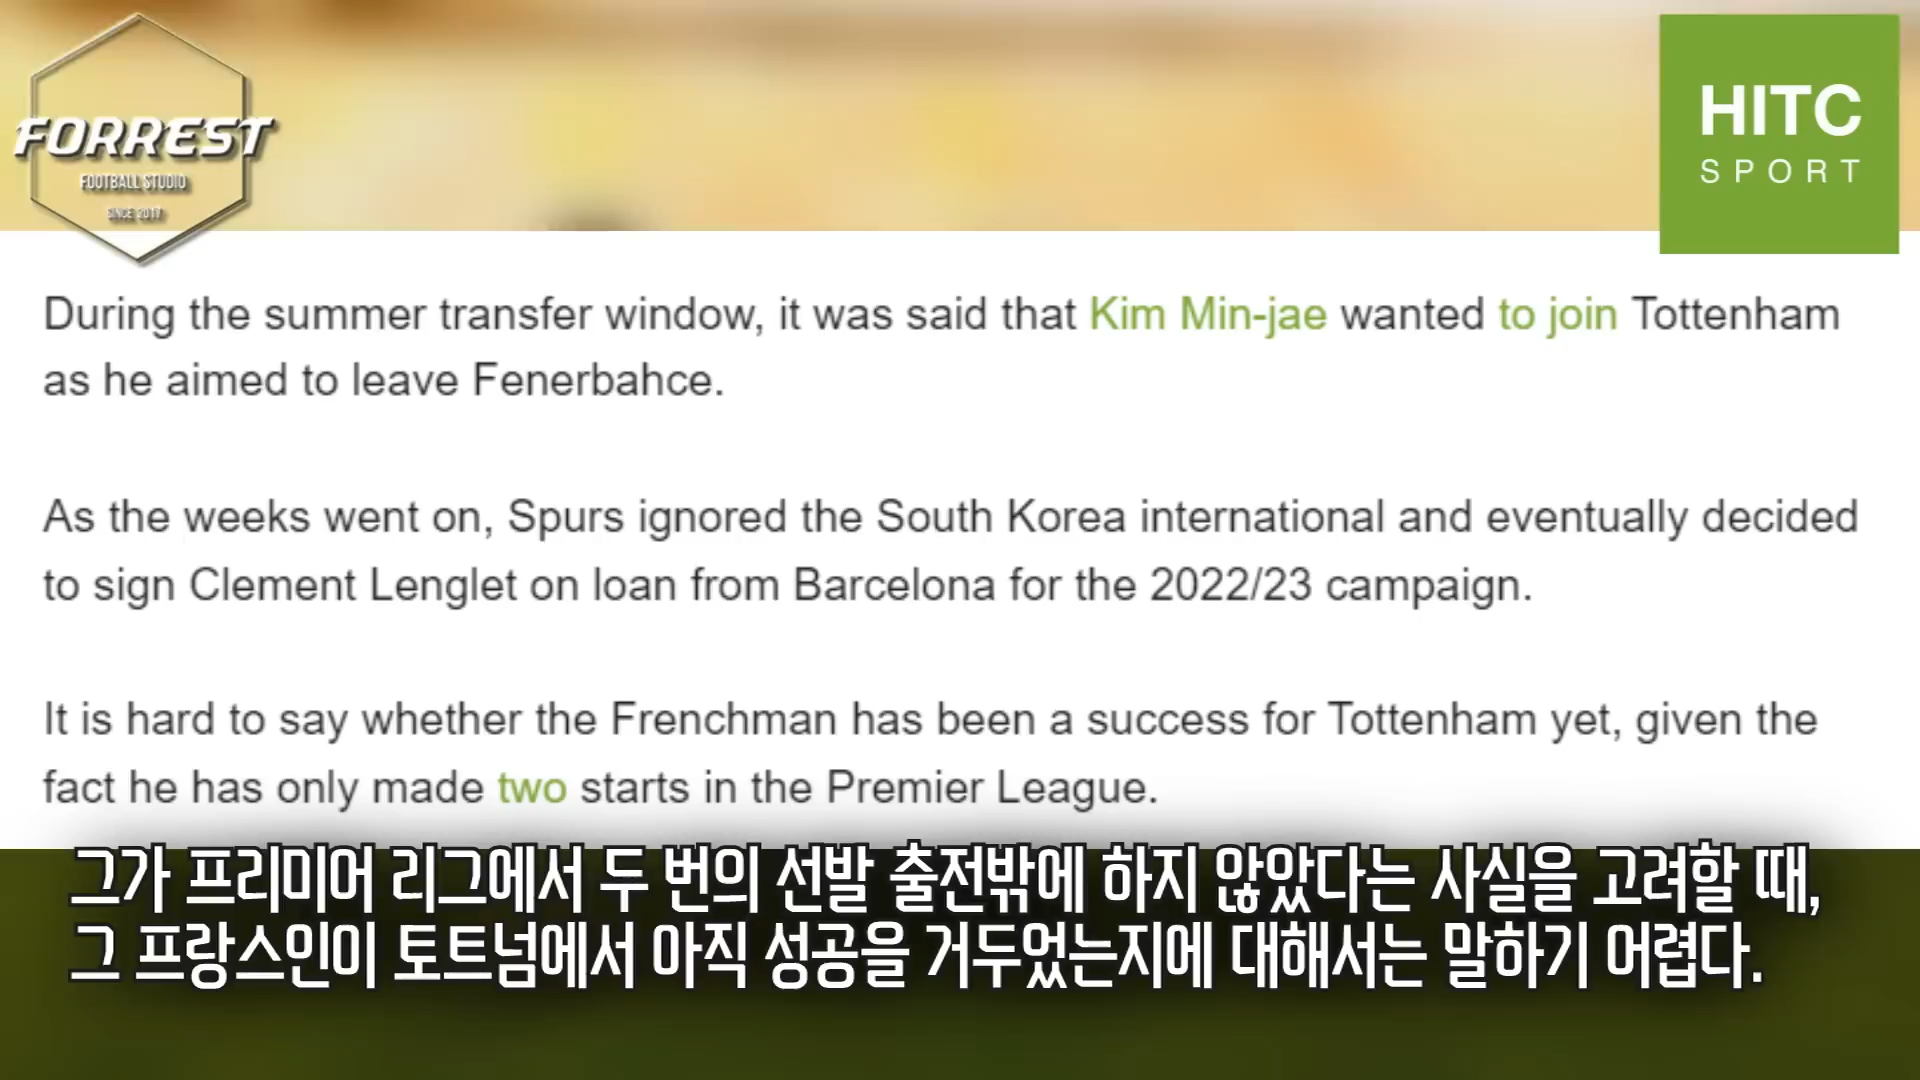 FORREST
FOOTBALL STUDIO
SINCE 2017
HITC
SPORT
During the summer transfer window, it was said that Kim Min-jae wanted to join Tottenham
as he aimed to leave Fenerbahce.
As the weeks went on, Spurs ignored the South Korea international and eventually decided
to sign Clement Lenglet on loan from Barcelona for the 2022/23 campaign.
It is hard to say whether the Frenchman has been a success for Tottenham yet, given the
fact he has only made two starts in the Premier League.
그가 프리미어 리그에서 두 번의 선발 출전밖에 하지 않았다는 사실을 고려할 때,
그 프랑스인이 토트넘에서 아직 성공을 거두었는지에 대해서는 말하기 어렵다.